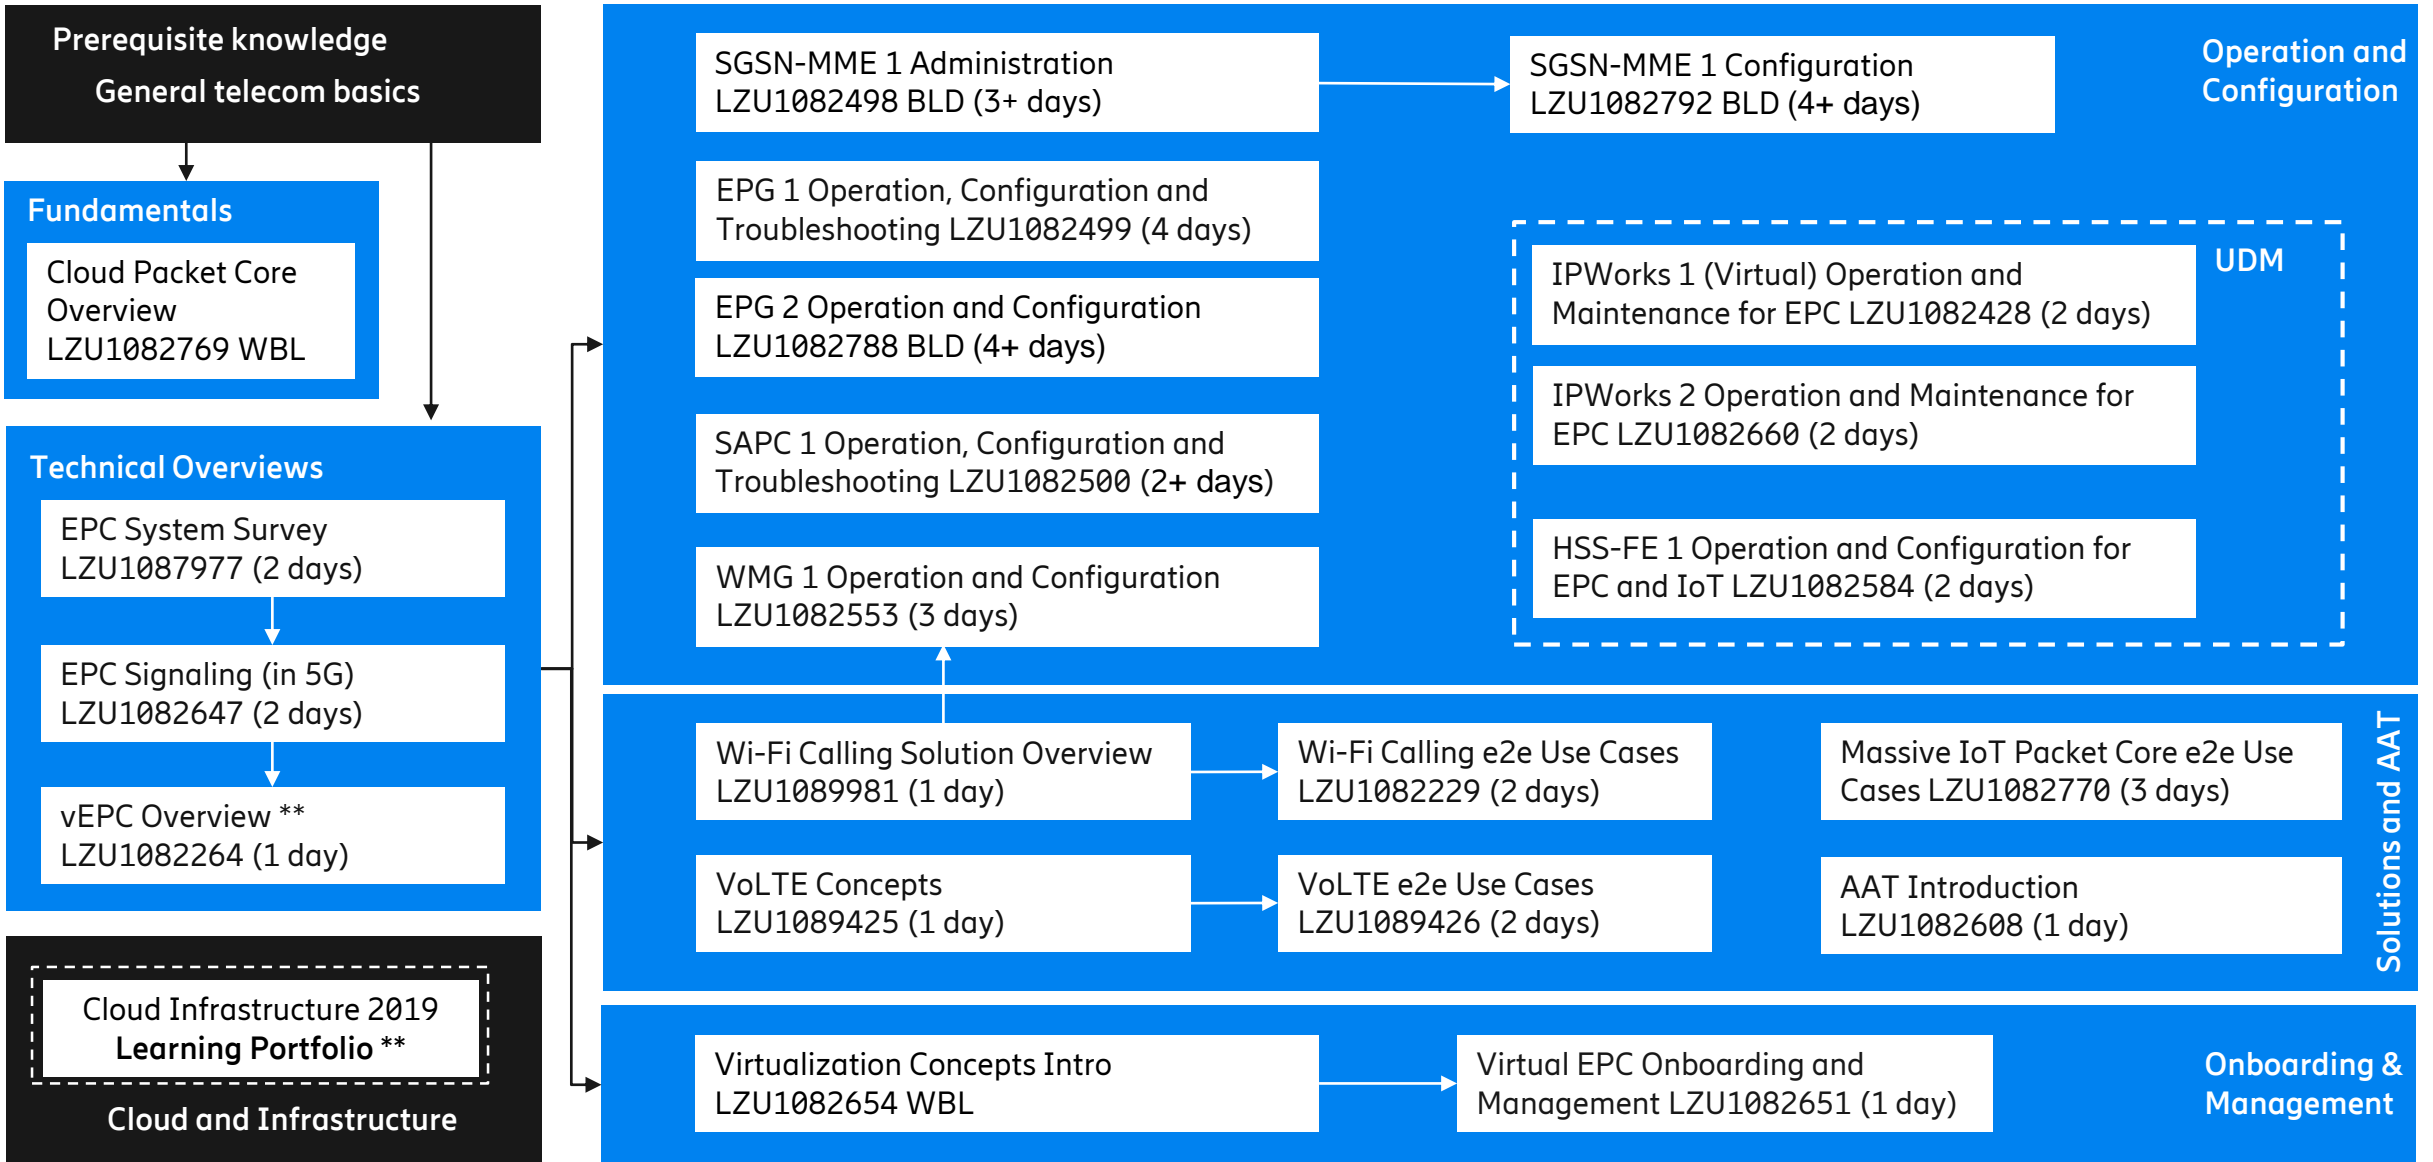 Prerequisite knowledge
General telecom basics
Fundamentals
Cloud Packet Core
Overview
LZU1082769 WBL
Technical Overviews
EPC System Survey
LZU1087977 (2 days)
EPC Signaling (in 5G)
LZU1082647 (2 days)
vEPC Overview **
LZU1082264 (1 day)
Cloud Infrastructure 2019
Learning Portfolio **
Cloud and Infrastructure
Operation and
Configuration
SGSN-MME 1 Administration
LZU1082498 BLD (3+ days)
SGSN-MME 1 Configuration
LZU1082792 BLD (4+ days)
EPG 1 Operation, Configuration and
Troubleshooting LZU1082499 (4 days)
EPG 2 Operation and Configuration
LZU1082788 BLD (4+ days)
SAPC 1 Operation, Configuration and
Troubleshooting LZU1082500 (2+ days)
WMG 1 Operation and Configuration
LZU1082553 (3 days)
UDM
IPWorks 1 (Virtual) Operation and
Maintenance for EPC LZU1082428 (2 days)
IPWorks 2 Operation and Maintenance for
EPC LZU1082660 (2 days)
HSS-FE 1 Operation and Configuration for
EPC and IoT LZU1082584 (2 days)
Solutions and AAT
Wi-Fi Calling Solution Overview
LZU1089981 (1 day)
Wi-Fi Calling e2e Use Cases
LZU1082229 (2 days)
Massive IoT Packet Core e2e Use
Cases LZU1082770 (3 days)
VoLTE Concepts
LZU1089425 (1 day)
VoLTE e2e Use Cases
LZU1089426 (2 days)
AAT Introduction
LZU1082608 (1 day)
Onboarding &
Management
Virtualization Concepts Intro
LZU1082654 WBL
Virtual EPC Onboarding and
Management LZU1082651 (1 day)